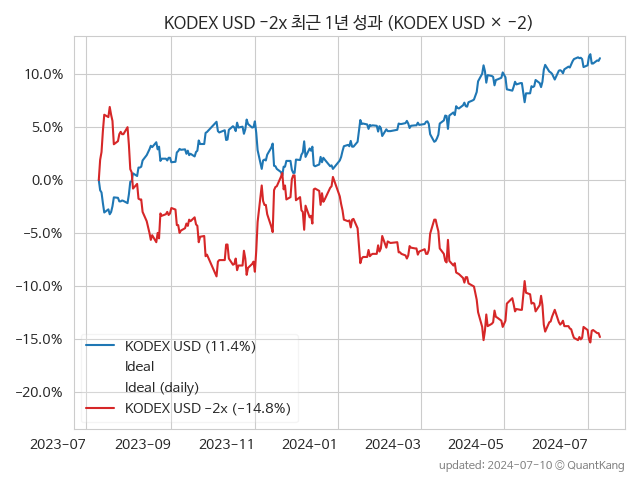 KODEX USD −2x 최근 1년 성과 (KODEX USD × −2)
10.0%
5.0%
0.0%
−5.0%
−10.0%
−15.0%
−20.0%
KODEX USD (11.4%)
Ideal
Ideal (daily)
KODEX USD −2x (−14.8%)
2023-07 2023-09 2023-11 2024-01 2024-03 2024-05 2024-07
updated: 2024-07-10 © QuantKang